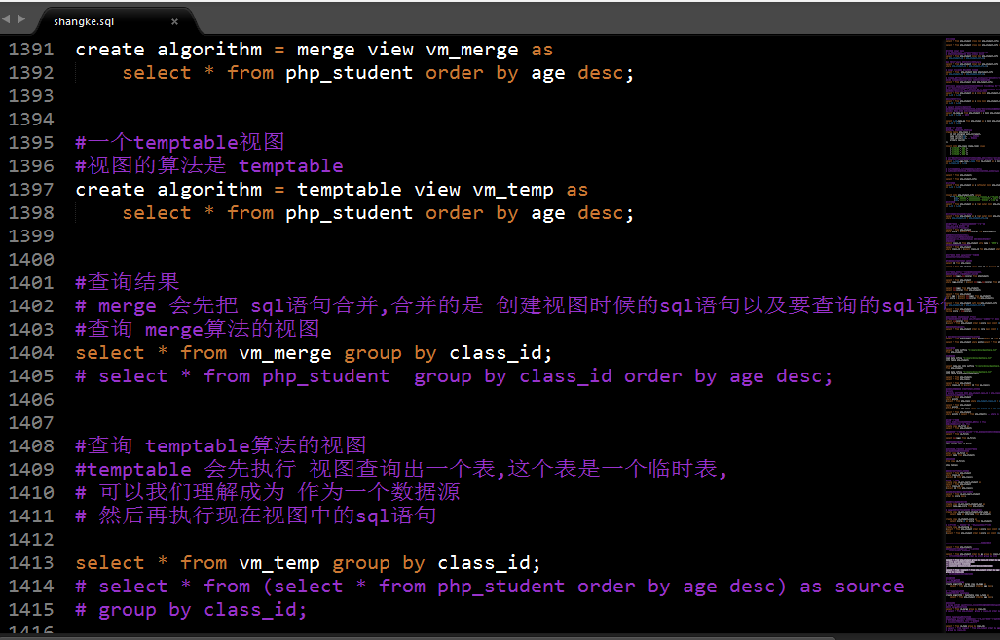 shangke.sql
1391 create algorithm = merge view vm_merge as
1392 select * from php_student order by age desc;
1393
1394
1395 #一个temptable视图
1396 #视图的算法是 temptable
1397 create algorithm = temptable view vm_temp as
1398 select * from php_student order by age desc;
1399
1400
1401 #查询结果
1402 # merge 会先把 sql语句合并,合并的是 创建视图时候的sql语句以及要查询的sql语
1403 #查询 merge算法的视图
1404 select * from vm_merge group by class_id;
1405 # select * from php_student  group by class_id order by age desc;
1406
1407
1408 #查询 temptable算法的视图
1409 #temptable 会先执行 视图查询出一个表,这个表是一个临时表,
1410 # 可以我们理解成为 作为一个数据源
1411 # 然后再执行现在视图中的sql语句
1412
1413 select * from vm_temp group by class_id;
1414 # select * from (select * from php_student order by age desc) as source
1415 # group by class_id;
1416